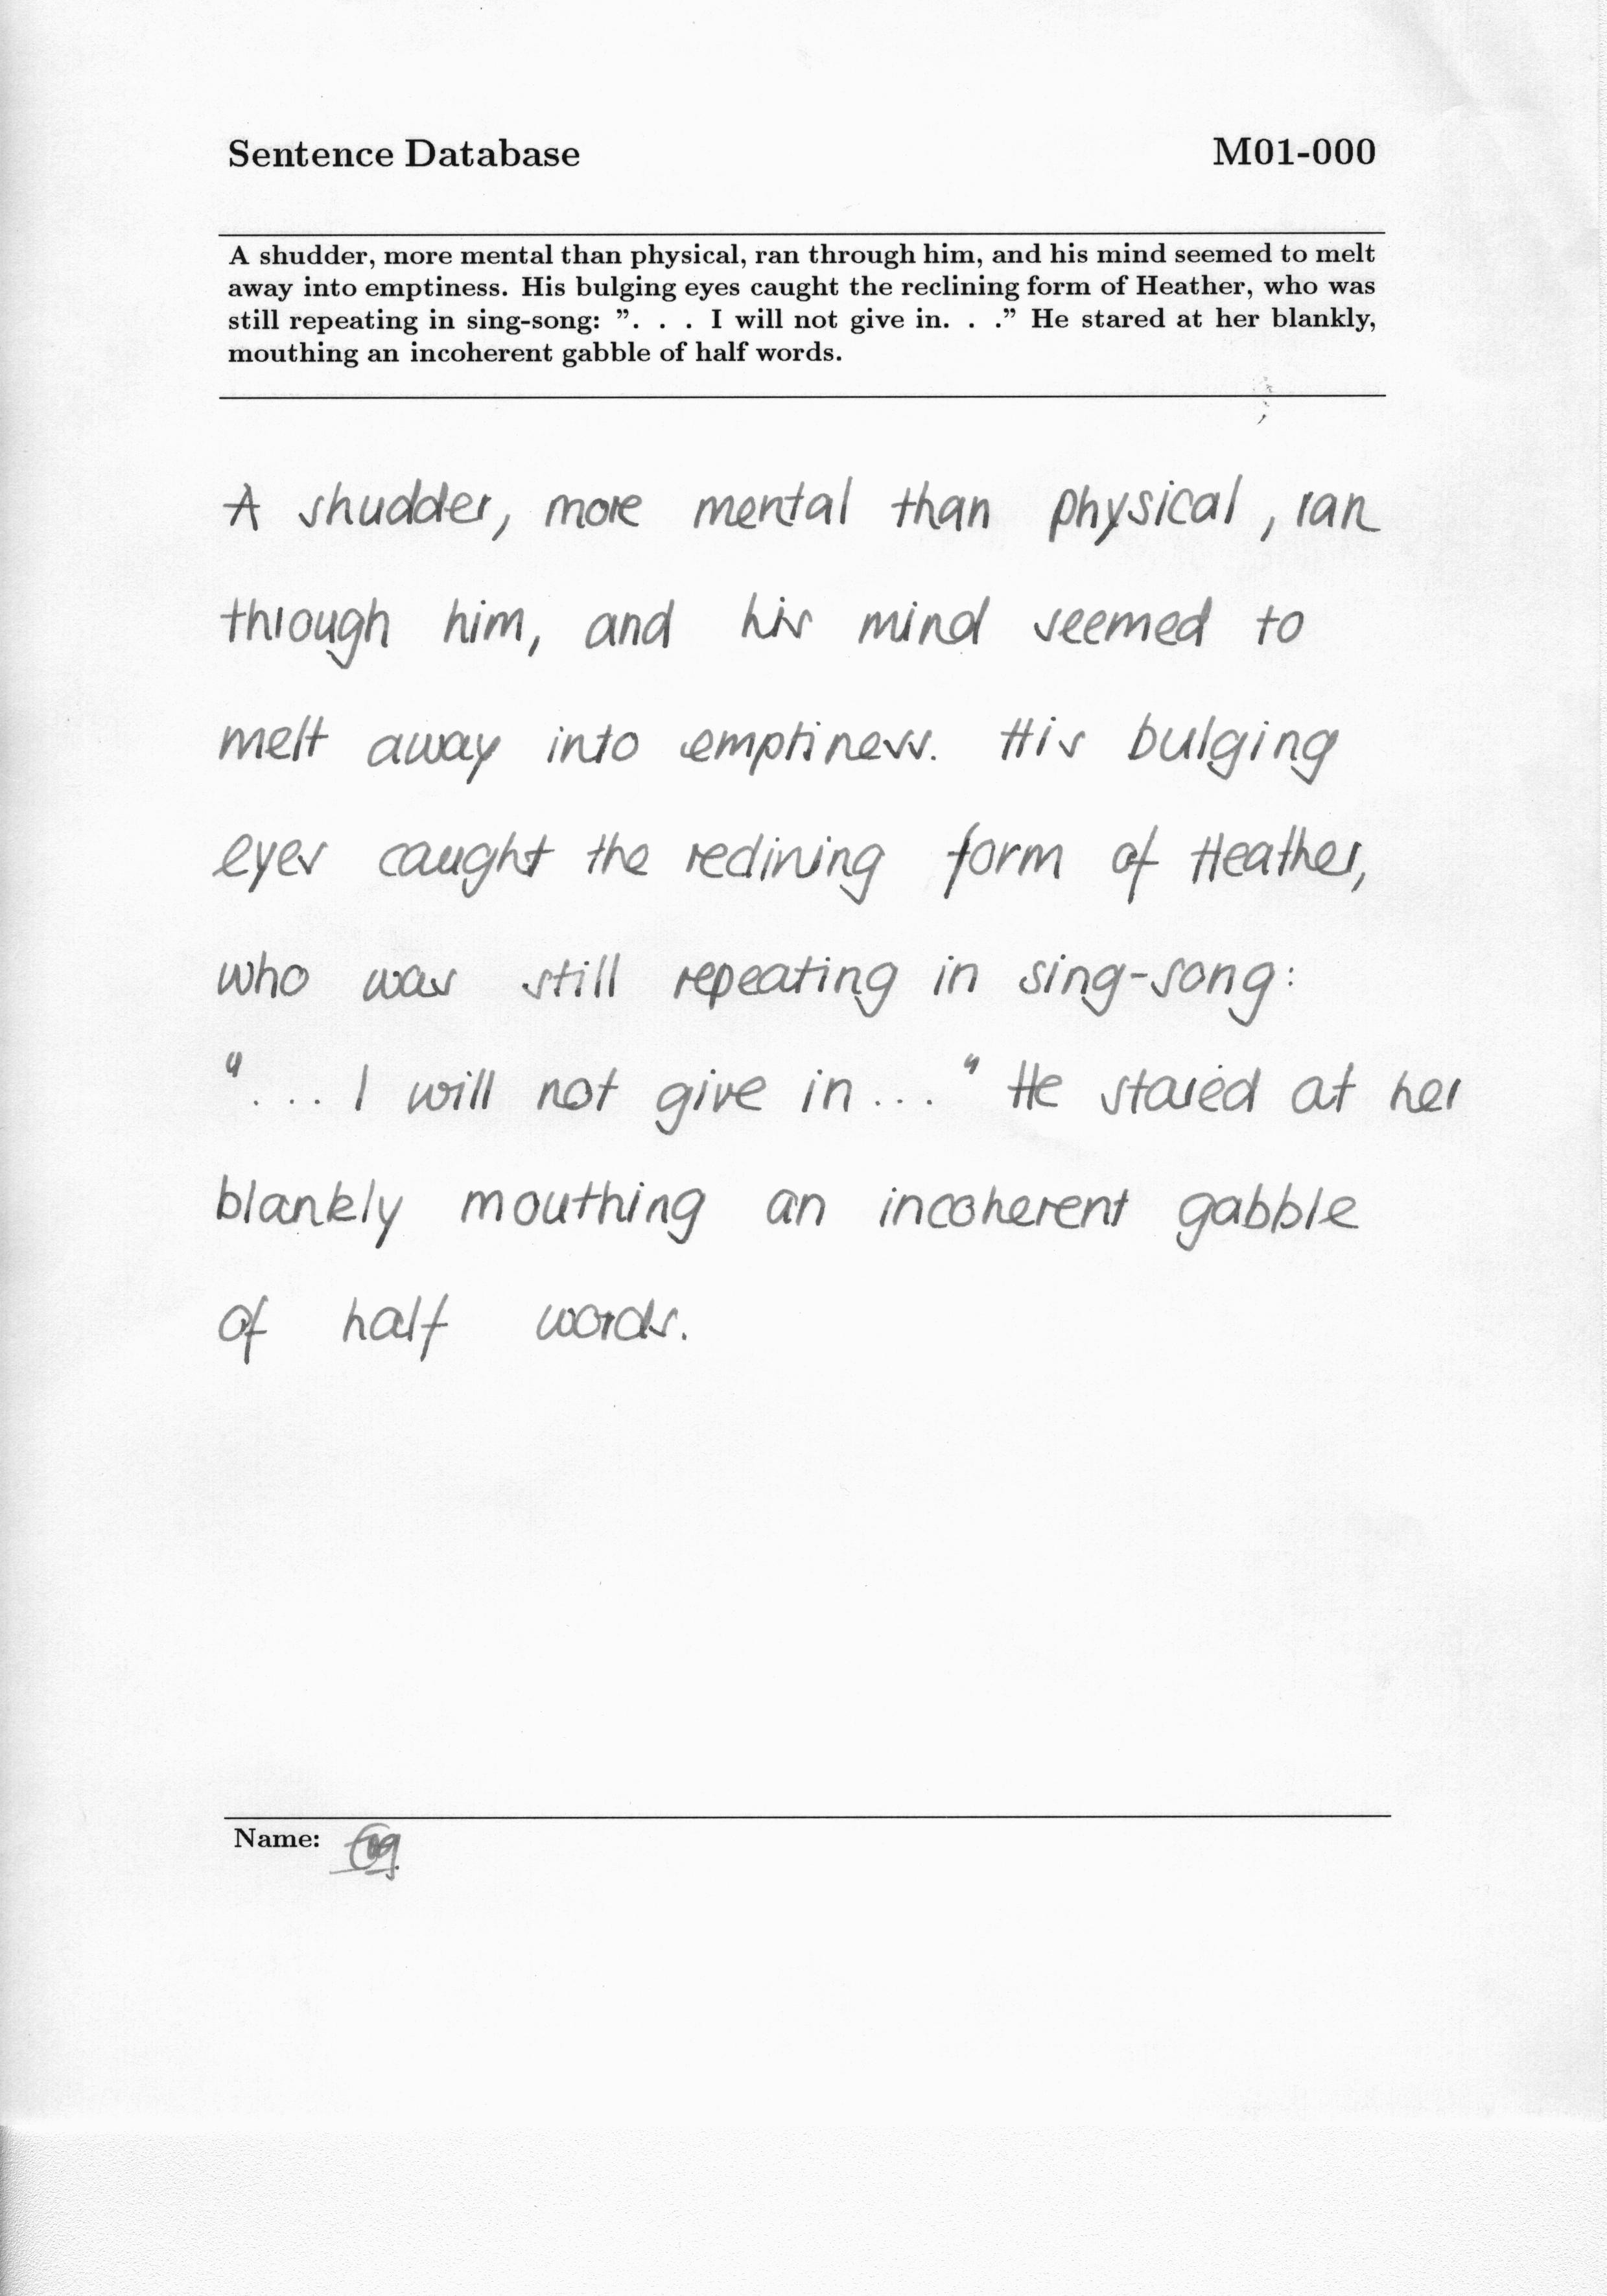 Sentence Database M01-000
A shudder, more mental than physical, ran through him, and his mind seemed to melt
away into emptiness. His bulging eyes caught the reclining form of Heather, who was
still repeating in sing-song: ”. . . I will not give in. . .” He stared at her blankly,
mouthing an incoherent gabble of half words.
A shudder, more mental than physical, ran
through him, and his mind seemed to
melt away into emptiness. His bulging
eyes caught the reclining form of Heather,
who was still repeating in sing-song:
"... I will not give in..." He stared at her
blankly mouthing an incoherent gabble
of half words.
Name: